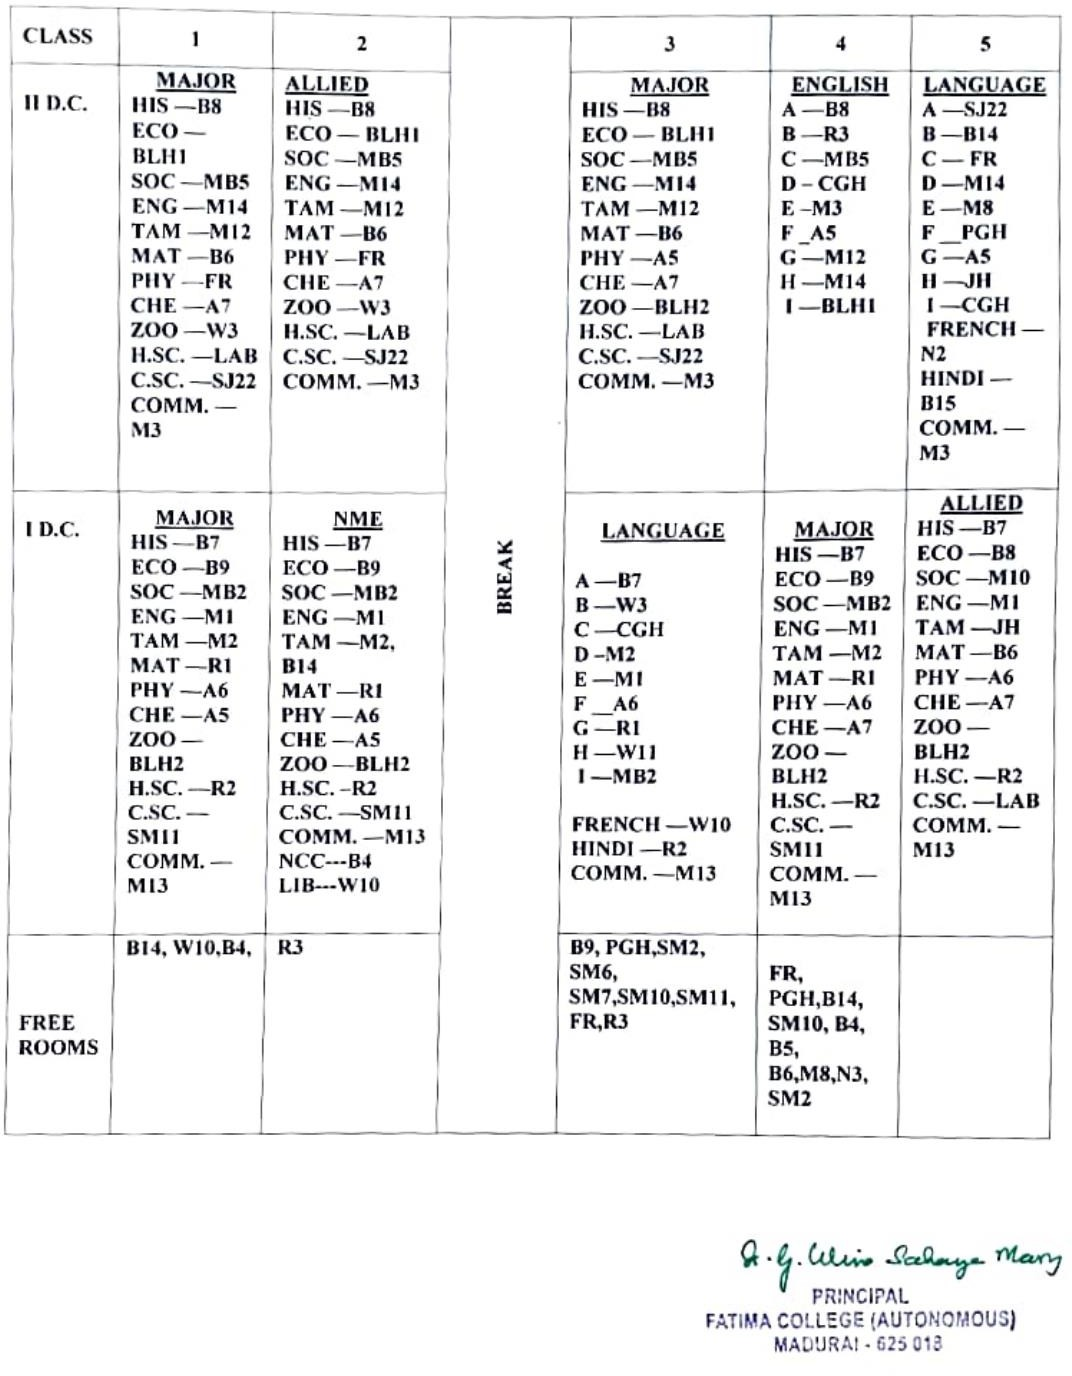 CLASS
1
2
3
4
5
II D.C.
MAJOR
HIS —B8
ECO —
BLH1
SOC —MB5
ENG —M14
TAM —M12
MAT —B6
PHY —FR
CHE —A7
ZOO —W3
H.SC. —LAB
C.SC. —SJ22
COMM. —
M3
ALLIED
HIS —B8
ECO — BLH1
SOC —MB5
ENG —M14
TAM —M12
MAT —B6
PHY —FR
CHE —A7
ZOO —W3
H.SC. —LAB
C.SC. —SJ22
COMM. —M3
BREAK
MAJOR
HIS —B8
ECO — BLH1
SOC —MB5
ENG —M14
TAM —M12
MAT —B6
PHY —A5
CHE —A7
ZOO —BLH2
H.SC. —LAB
C.SC. —SJ22
COMM. —M3
ENGLISH
A —B8
B —R3
C —MB5
D – CGH
E –M3
F _A5
G —M12
H —M14
I —BLH1
LANGUAGE
A —SJ22
B —B14
C — FR
D —M14
E —M8
F __PGH
G —A5
H —JH
I —CGH
FRENCH —
N2
HINDI —
B15
COMM. —
M3
I D.C.
MAJOR
HIS —B7
ECO —B9
SOC —MB2
ENG —M1
TAM —M2
MAT —R1
PHY —A6
CHE —A5
ZOO —
BLH2
H.SC. —R2
C.SC. —
SM11
COMM. —
M13
NME
HIS —B7
ECO —B9
SOC —MB2
ENG —M1
TAM —M2,
B14
MAT —R1
PHY —A6
CHE —A5
ZOO —BLH2
H.SC. –R2
C.SC. —SM11
COMM. —M13
NCC---B4
LIB---W10
LANGUAGE
A —B7
B —W3
C —CGH
D –M2
E —M1
F __A6
G —R1
H —W11
I —MB2
FRENCH —W10
HINDI —R2
COMM. —M13
MAJOR
HIS —B7
ECO —B9
SOC —MB2
ENG —M1
TAM —M2
MAT —R1
PHY —A6
CHE —A7
ZOO —
BLH2
H.SC. —R2
C.SC. —
SM11
COMM. —
M13
ALLIED
HIS —B7
ECO —B8
SOC —M10
ENG —M1
TAM —JH
MAT —B6
PHY —A6
CHE —A7
ZOO —
BLH2
H.SC. —R2
C.SC. —LAB
COMM. —
M13
FREE
ROOMS
B14, W10,B4,
R3
B9, PGH,SM2,
SM6,
SM7,SM10,SM11,
FR,R3
FR,
PGH,B14,
SM10, B4,
B5,
B6,M8,N3,
SM2
G. Celine Sahaya Mary
PRINCIPAL
FATIMA COLLEGE (AUTONOMOUS)
MADURAI - 625 018